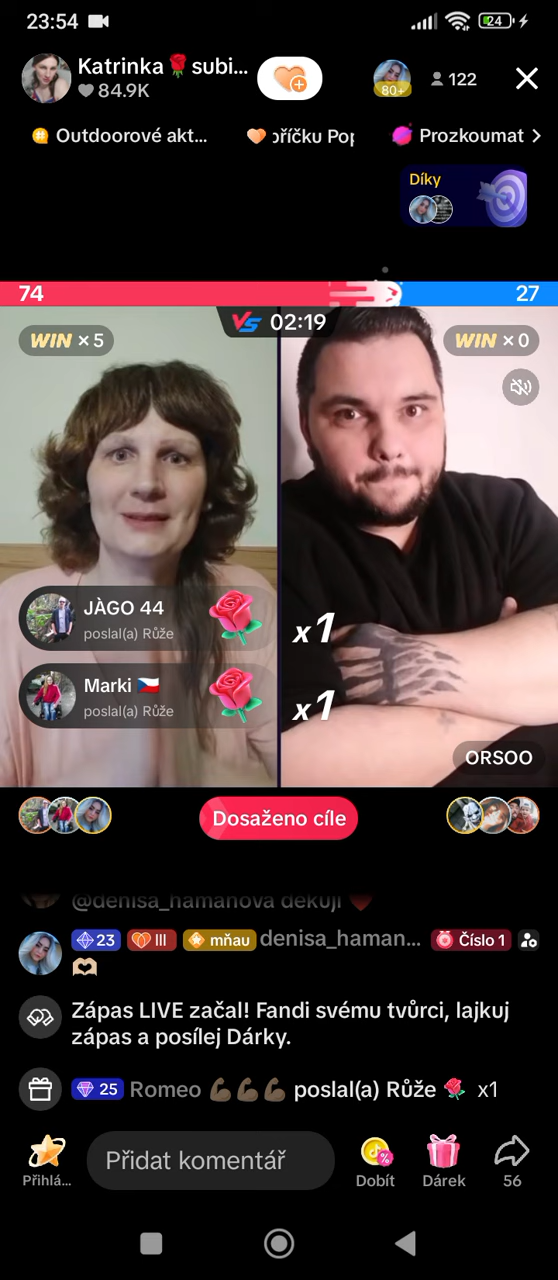 23:54
24
Katrinka🌹subi...
84.9K
80+
122
Outdoorové akt...
Prozkoumat
Díky
74
27
VS 02:19
WIN × 5
WIN × 0
JÀGO 44
poslal(a) Růže
x1
Marki 🇨🇿
poslal(a) Růže
x1
ORSOO
Dosaženo cíle
@denisa_hamanova děkuji ❤️
23 III mňau denisa_haman... Číslo 1
🫶🏼
Zápas LIVE začal! Fandi svému tvůrci, lajkuj
zápas a posílej Dárky.
25 Romeo 💪🏿💪🏿💪🏿 poslal(a) Růže 🌹 x1
Přidat komentář
Přihlá...
Dobít
Dárek
56